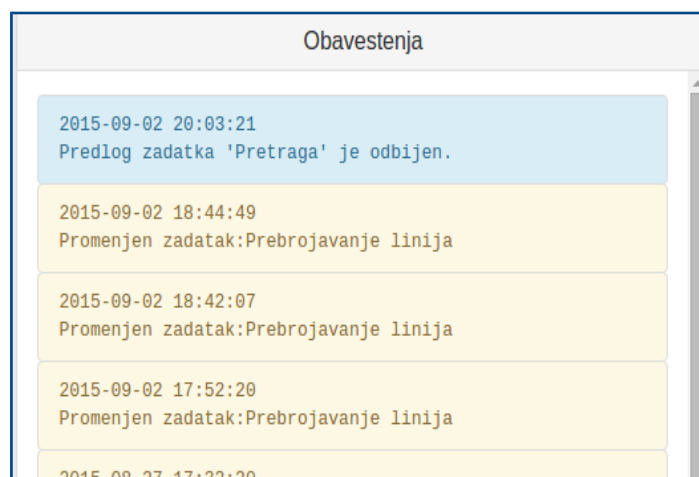 Obavestenja
2015-09-02 20:03:21
Predlog zadatka 'Pretraga' je odbijen.
2015-09-02 18:44:49
Promenjen zadatak:Prebrojavanje linija
2015-09-02 18:42:07
Promenjen zadatak:Prebrojavanje linija
2015-09-02 17:52:20
Promenjen zadatak:Prebrojavanje linija